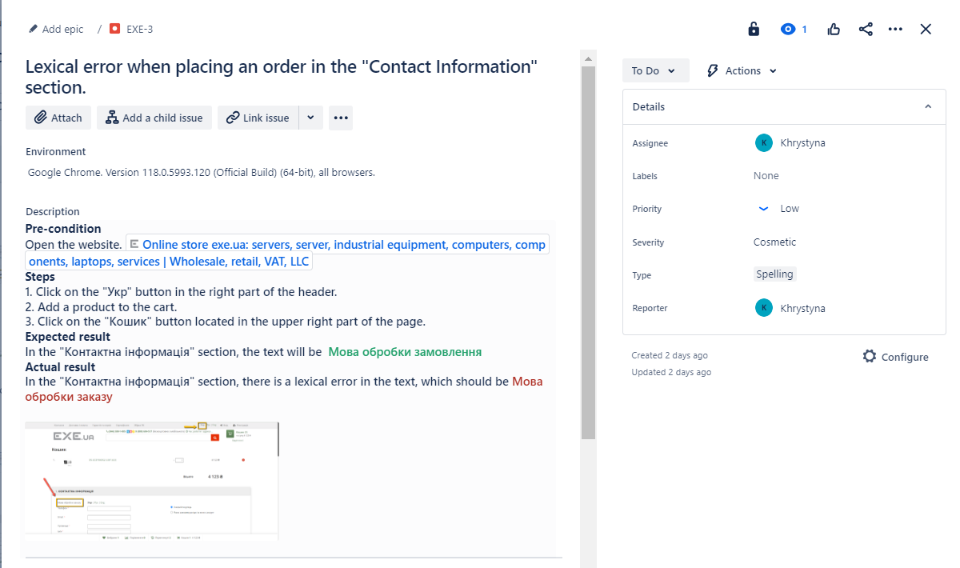 Add epic / EXE-3
1
Lexical error when placing an order in the "Contact Information"
section.
Attach Add a child issue Link issue
Environment
Google Chrome. Version 118.0.5993.120 (Official Build) (64-bit), all browsers.
Description
Pre-condition
Open the website. Online store exe.ua: servers, server, industrial equipment, computers, comp
onents, laptops, services | Wholesale, retail, VAT, LLC
Steps
1. Click on the "Укр" button in the right part of the header.
2. Add a product to the cart.
3. Click on the "Кошик" button located in the upper right part of the page.
Expected result
In the "Контактна інформація" section, the text will be Мова обробки замовлення
Actual result
In the "Контактна інформація" section, there is a lexical error in the text, which should be Мова
обробки заказу
EXE.UA
Кошик
КОНТАКТНА ІНФОРМАЦІЯ
To Do Actions
Details
Assignee K Khrystyna
Labels None
Priority Low
Severity Cosmetic
Type Spelling
Reporter K Khrystyna
Created 2 days ago
Configure
Updated 2 days ago